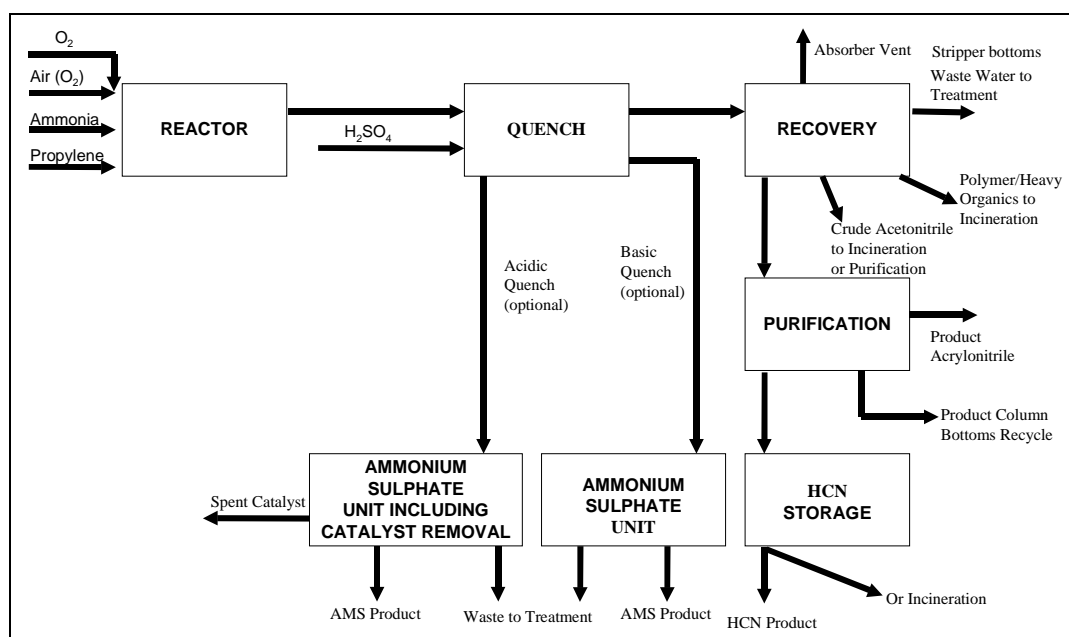 O2
Air (O2)
Ammonia
Propylene
REACTOR
H2SO4
QUENCH
Absorber Vent
Stripper bottoms
Waste Water to
Treatment
RECOVERY
Polymer/Heavy
Organics to
Incineration
Crude Acetonitrile
to Incineration
or Purification
Acidic
Quench
(optional)
Basic
Quench
(optional)
PURIFICATION
Product
Acrylonitrile
Product Column
Bottoms Recycle
Spent Catalyst
AMMONIUM
SULPHATE
UNIT INCLUDING
CATALYST REMOVAL
AMMONIUM
SULPHATE
UNIT
HCN
STORAGE
AMS Product
Waste to Treatment
AMS Product
HCN Product
Or Incineration